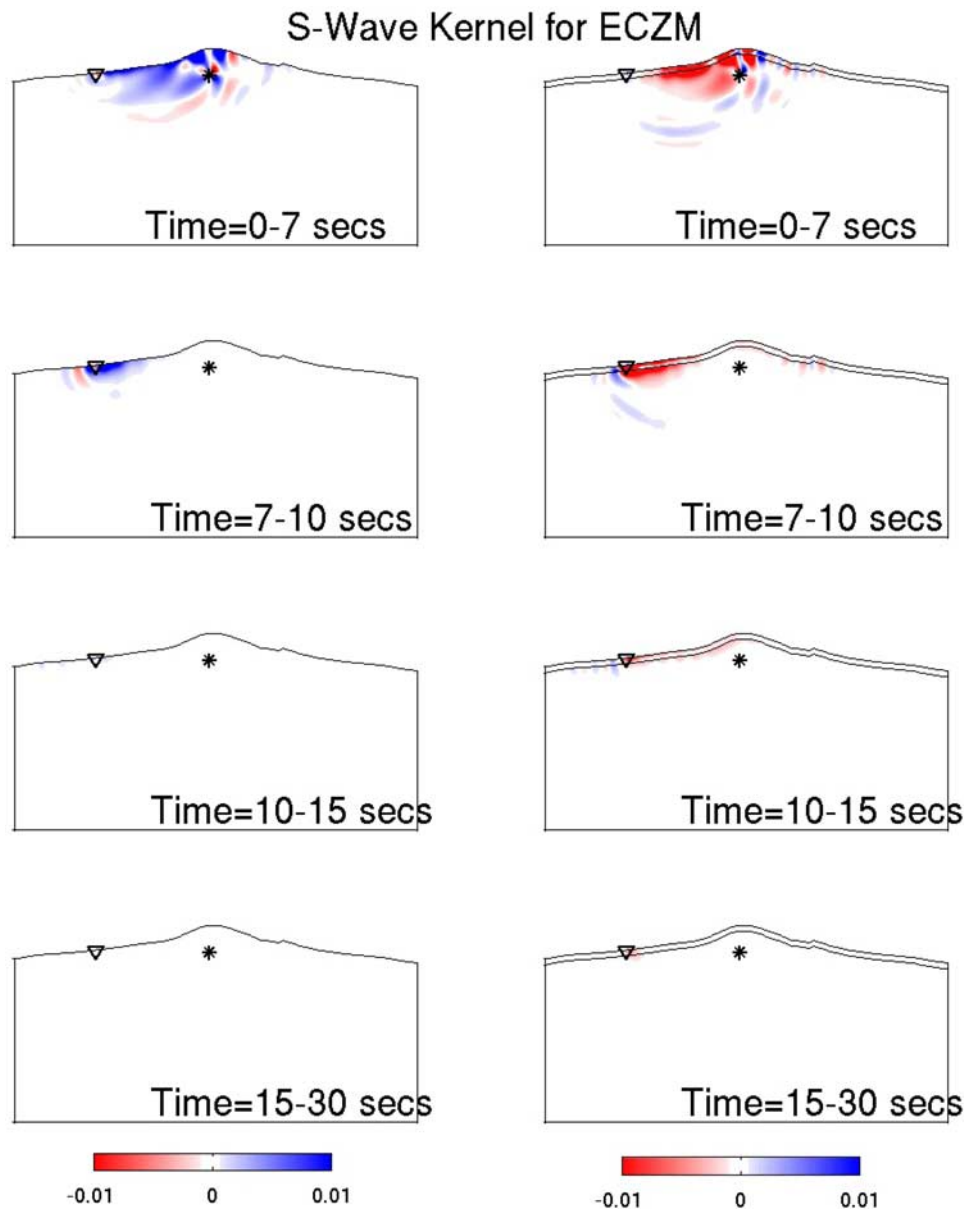 S-Wave Kernel for ECZM
Time=0-7 secs
Time=0-7 secs
Time=7-10 secs
Time=7-10 secs
Time=10-15 secs
Time=10-15 secs
Time=15-30 secs
Time=15-30 secs
-0.01 0 0.01
-0.01 0 0.01